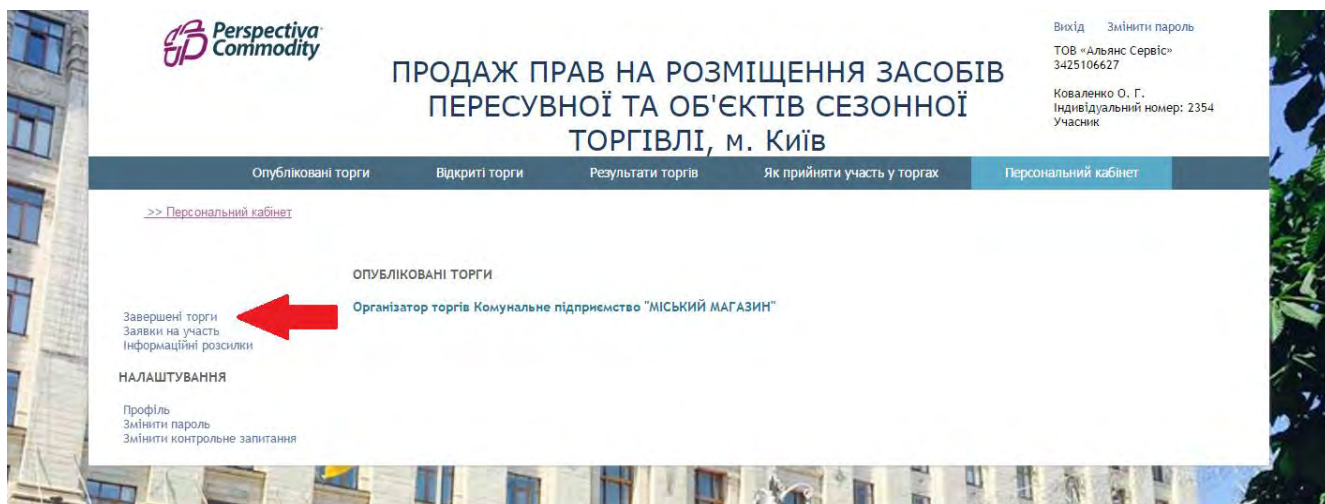 Perspectiva
Commodity
ПРОДАЖ ПРАВ НА РОЗМІЩЕННЯ ЗАСОБІВ
ПЕРЕСУВНОЇ ТА ОБ'ЄКТІВ СЕЗОННОЇ
ТОРГІВЛІ, м. Київ
Вихід Змінити пароль
ТОВ «Альянс Сервіс»
3425106627
Коваленко О. Г.
Індивідуальний номер: 2354
Учасник
Опубліковані торги Відкриті торги Результати торгів Як прийняти участь у торгах Персональний кабінет
>> Персональний кабінет
ОПУБЛІКОВАНІ ТОРГИ
Організатор торгів Комунальне підприємство "МІСЬКИЙ МАГАЗИН"
Завершені торги
Заявки на участь
Інформаційні розсилки
НАЛАШТУВАННЯ
Профіль
Змінити пароль
Змінити контрольне запитання